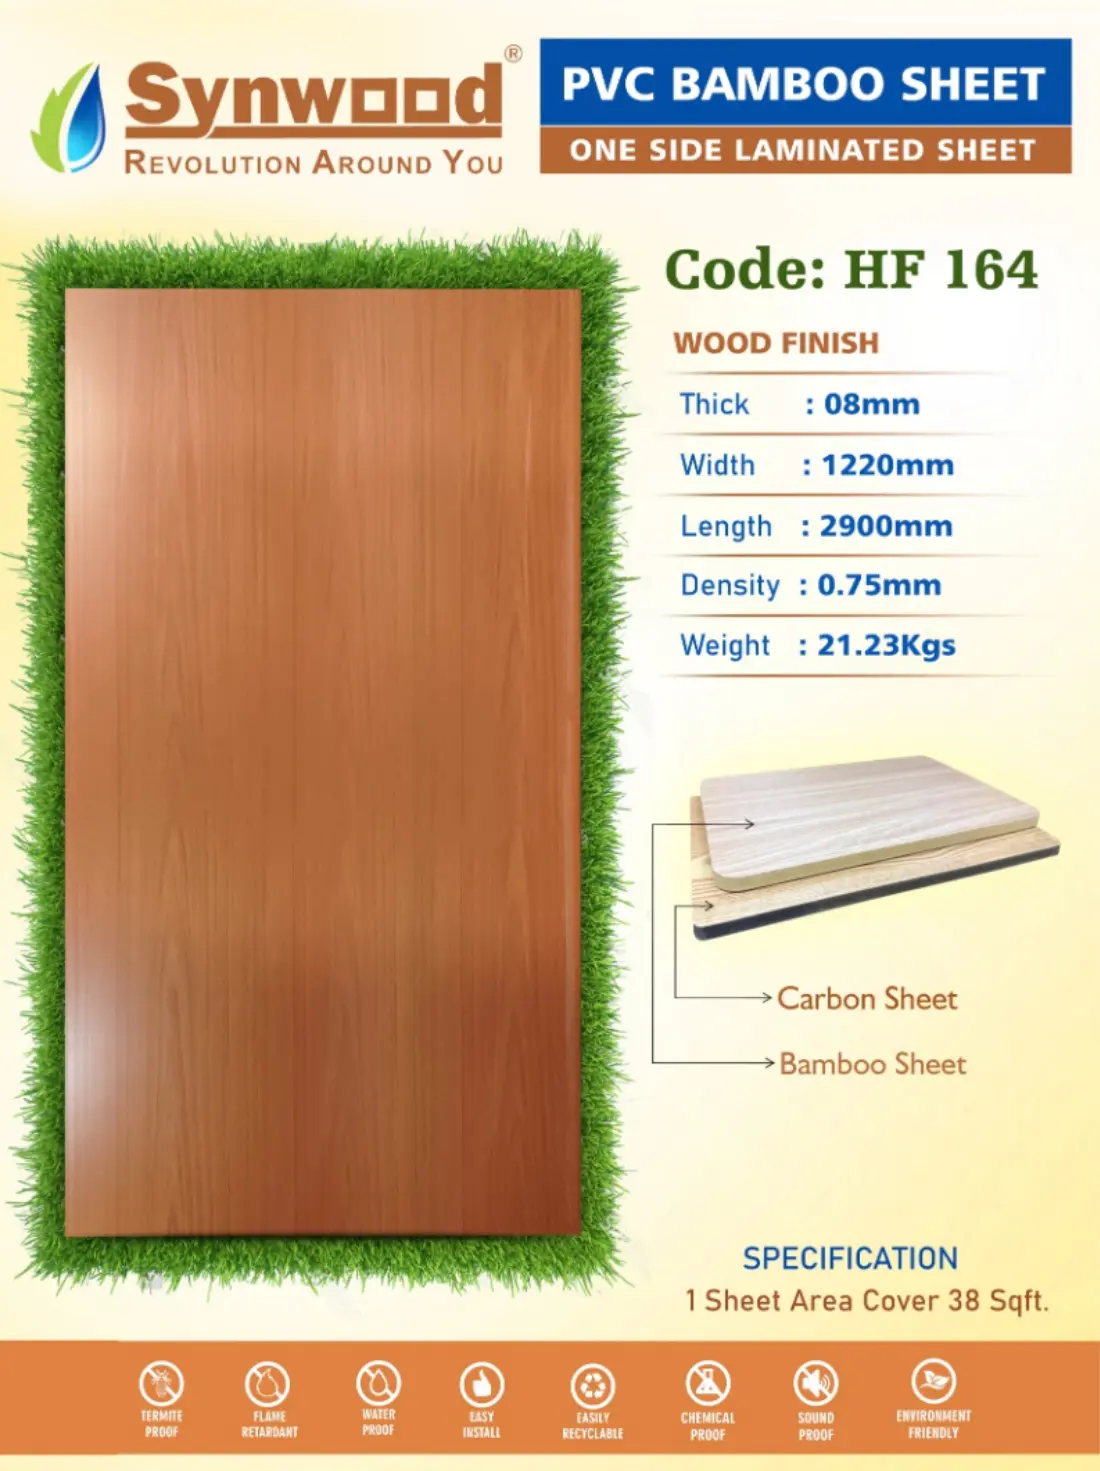 Synwood®
REVOLUTION AROUND YOU
PVC BAMBOO SHEET
ONE SIDE LAMINATED SHEET
Code: HF 164
WOOD FINISH
Thick : 08mm
Width : 1220mm
Length : 2900mm
Density : 0.75mm
Weight : 21.23Kgs
Carbon Sheet
Bamboo Sheet
SPECIFICATION
1 Sheet Area Cover 38 Sqft.
TERMITE
PROOF
FLAME
RETARDANT
WATER
PROOF
EASY
INSTALL
EASILY
RECYCLABLE
CHEMICAL
PROOF
SOUND
PROOF
ENVIRONMENT
FRIENDLY